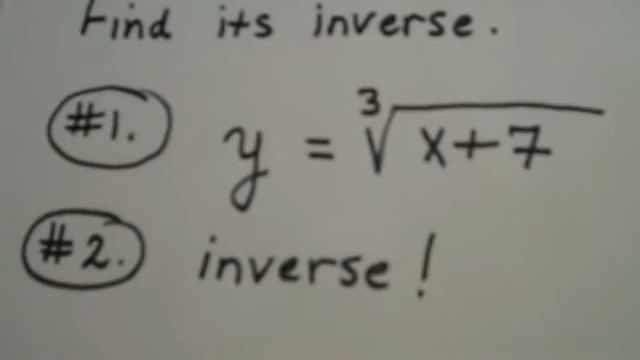 Find its inverse.
#1. y = ∛(x+7)
#2. inverse!